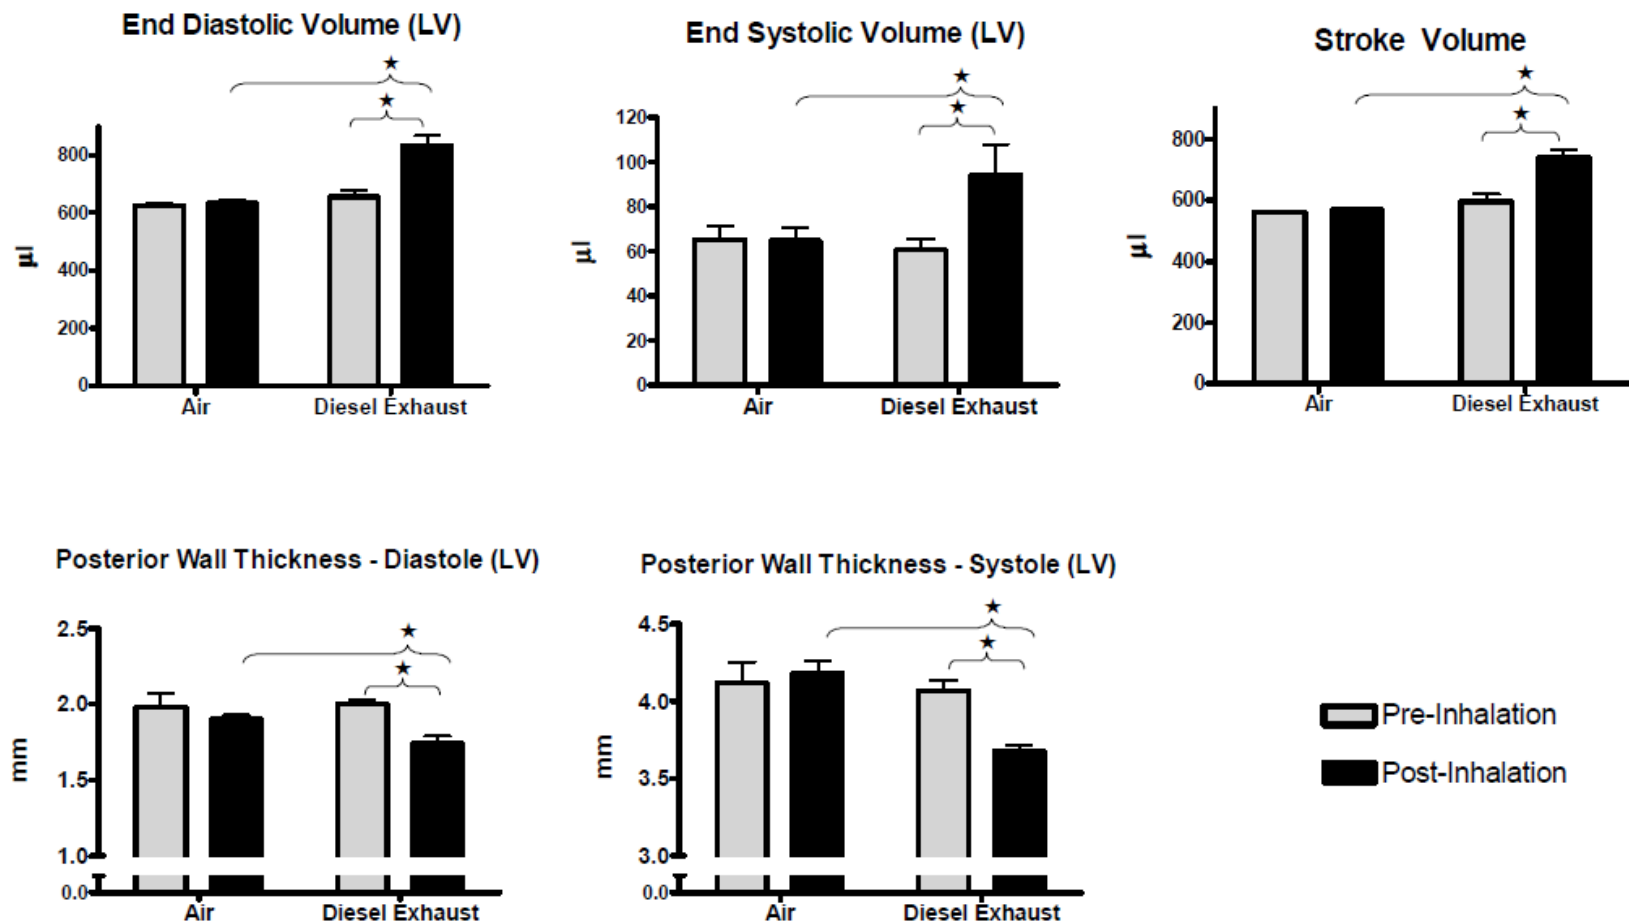 End Diastolic Volume (LV)
★
★
800
600
400
200
0
µl
Air
Diesel Exhaust
End Systolic Volume (LV)
★
★
120
100
80
60
40
20
0
µl
Air
Diesel Exhaust
Stroke Volume
★
★
800
600
400
200
0
µl
Air
Diesel Exhaust
Posterior Wall Thickness - Diastole (LV)
★
★
2.5
2.0
1.5
1.0
0.0
mm
Air
Diesel Exhaust
Posterior Wall Thickness - Systole (LV)
★
★
4.5
4.0
3.5
3.0
0.0
mm
Air
Diesel Exhaust
Pre-Inhalation
Post-Inhalation